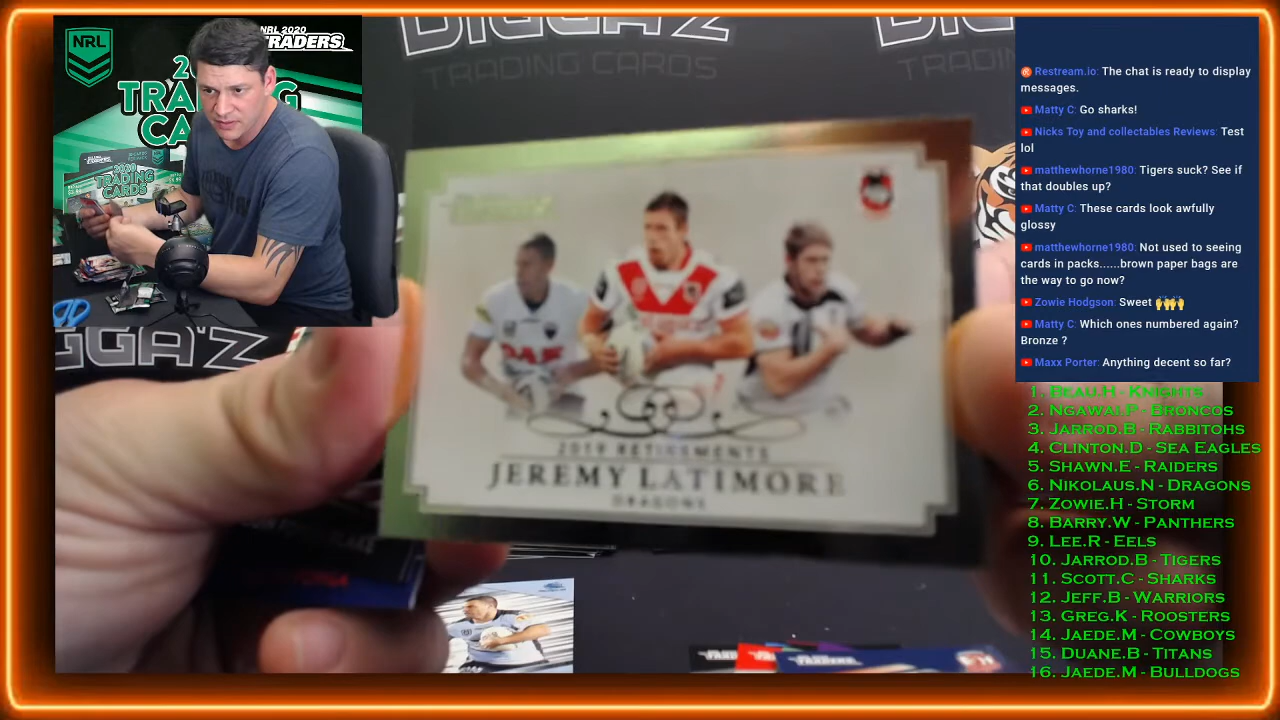 NRL
NRL 2020
TRADERS
2020
TRADING
CARDS
DIGGA'Z
TRADING CARDS
DIGGA'Z
2019 RETIREMENTS
JEREMY LATIMORE
DRAGONS
TRADERS
Restream.io: The chat is ready to display
messages.
Matty C: Go sharks!
Nicks Toy and collectables Reviews: Test
lol
matthewhorne1980: Tigers suck? See if
that doubles up?
Matty C: These cards look awfully
glossy
matthewhorne1980: Not used to seeing
cards in packs......brown paper bags are
the way to go now?
Zowie Hodgson: Sweet 🙌🙌
Matty C: Which ones numbered again?
Bronze ?
Maxx Porter: Anything decent so far?
1. Beau.H - Knights
2. Ngawai.P - Broncos
3. Jarrod.B - Rabbitohs
4. Clinton.D - Sea Eagles
5. Shawn.E - Raiders
6. Nikolaus.N - Dragons
7. Zowie.H - Storm
8. Barry.W - Panthers
9. Lee.R - Eels
10. Jarrod.B - Tigers
11. Scott.C - Sharks
12. Jeff.B - Warriors
13. Greg.K - Roosters
14. Jaede.M - Cowboys
15. Duane.B - Titans
16. Jaede.M - Bulldogs